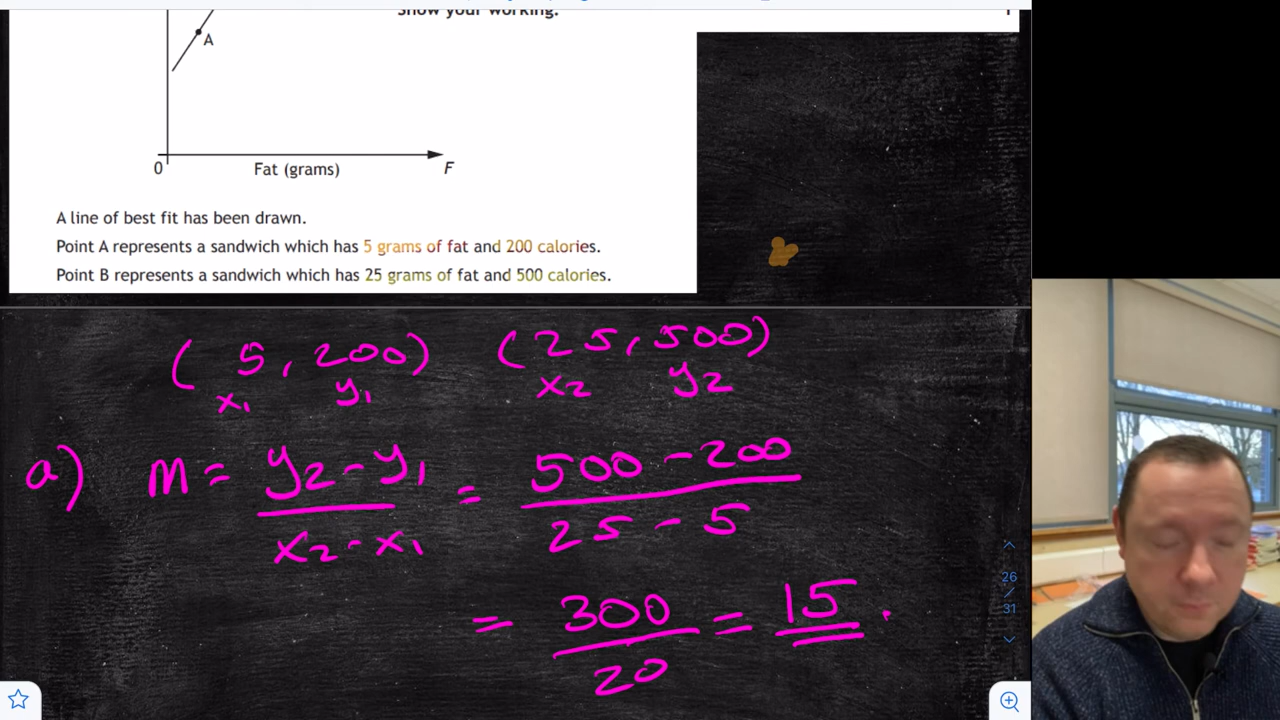 Show your working.
A
0
Fat (grams)
F
A line of best fit has been drawn.
Point A represents a sandwich which has 5 grams of fat and 200 calories.
Point B represents a sandwich which has 25 grams of fat and 500 calories.
(5, 200) (25, 500)
x₁ y₁ x₂ y₂
a) m = y₂ - y₁ / x₂ - x₁ = 500 - 200 / 25 - 5
= 300 / 20 = 15
26
/
31